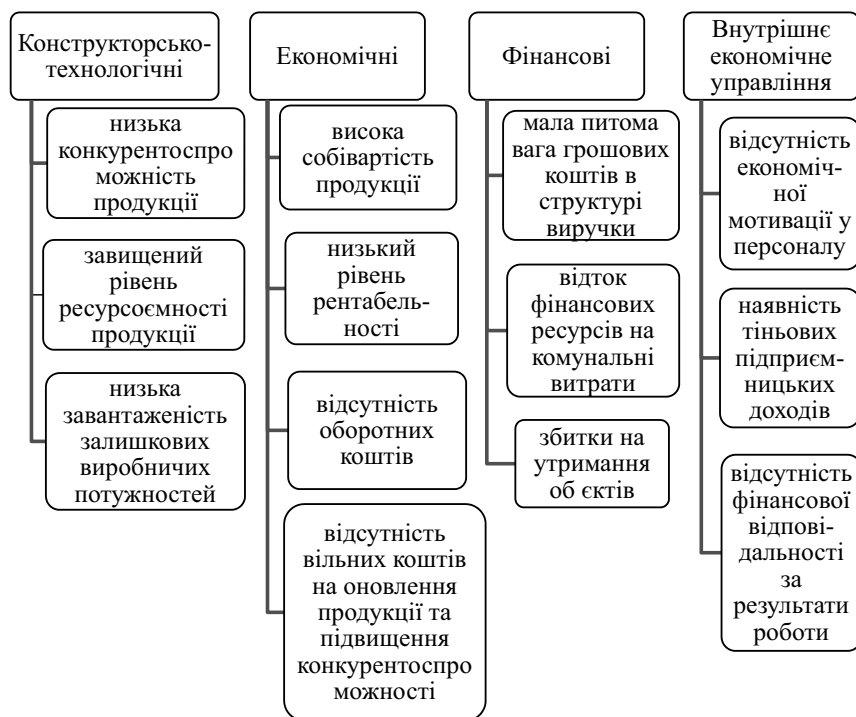 Конструкторсько-
технологічні
низька
конкурентоспро
можність
продукції
завищений
рівень
ресурсоємності
продукції
низька
завантаженість
залишкових
виробничих
потужностей
Економічні
висока
собівартість
продукції
низький
рівень
рентабель-
ності
відсутність
оборотних
коштів
відсутність
вільних коштів
на оновлення
продукції та
підвищення
конкурентоспро
можності
Фінансові
мала питома
вага грошових
коштів в
структурі
виручки
відток
фінансових
ресурсів на
комунальні
витрати
збитки на
утримання
об єктів
Внутрішнє
економічне
управління
відсутність
економіч-
ної
мотивації у
персоналу
наявність
тіньових
підприєм-
ницьких
доходів
відсутність
фінансової
відпові-
дальності
за
результати
роботи